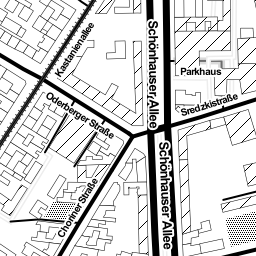 Kastanienallee
Schönhauser Allee
Parkhaus
Oderberger Straße
Sredzkistraße
Schönhauser Allee
Choriner Straße